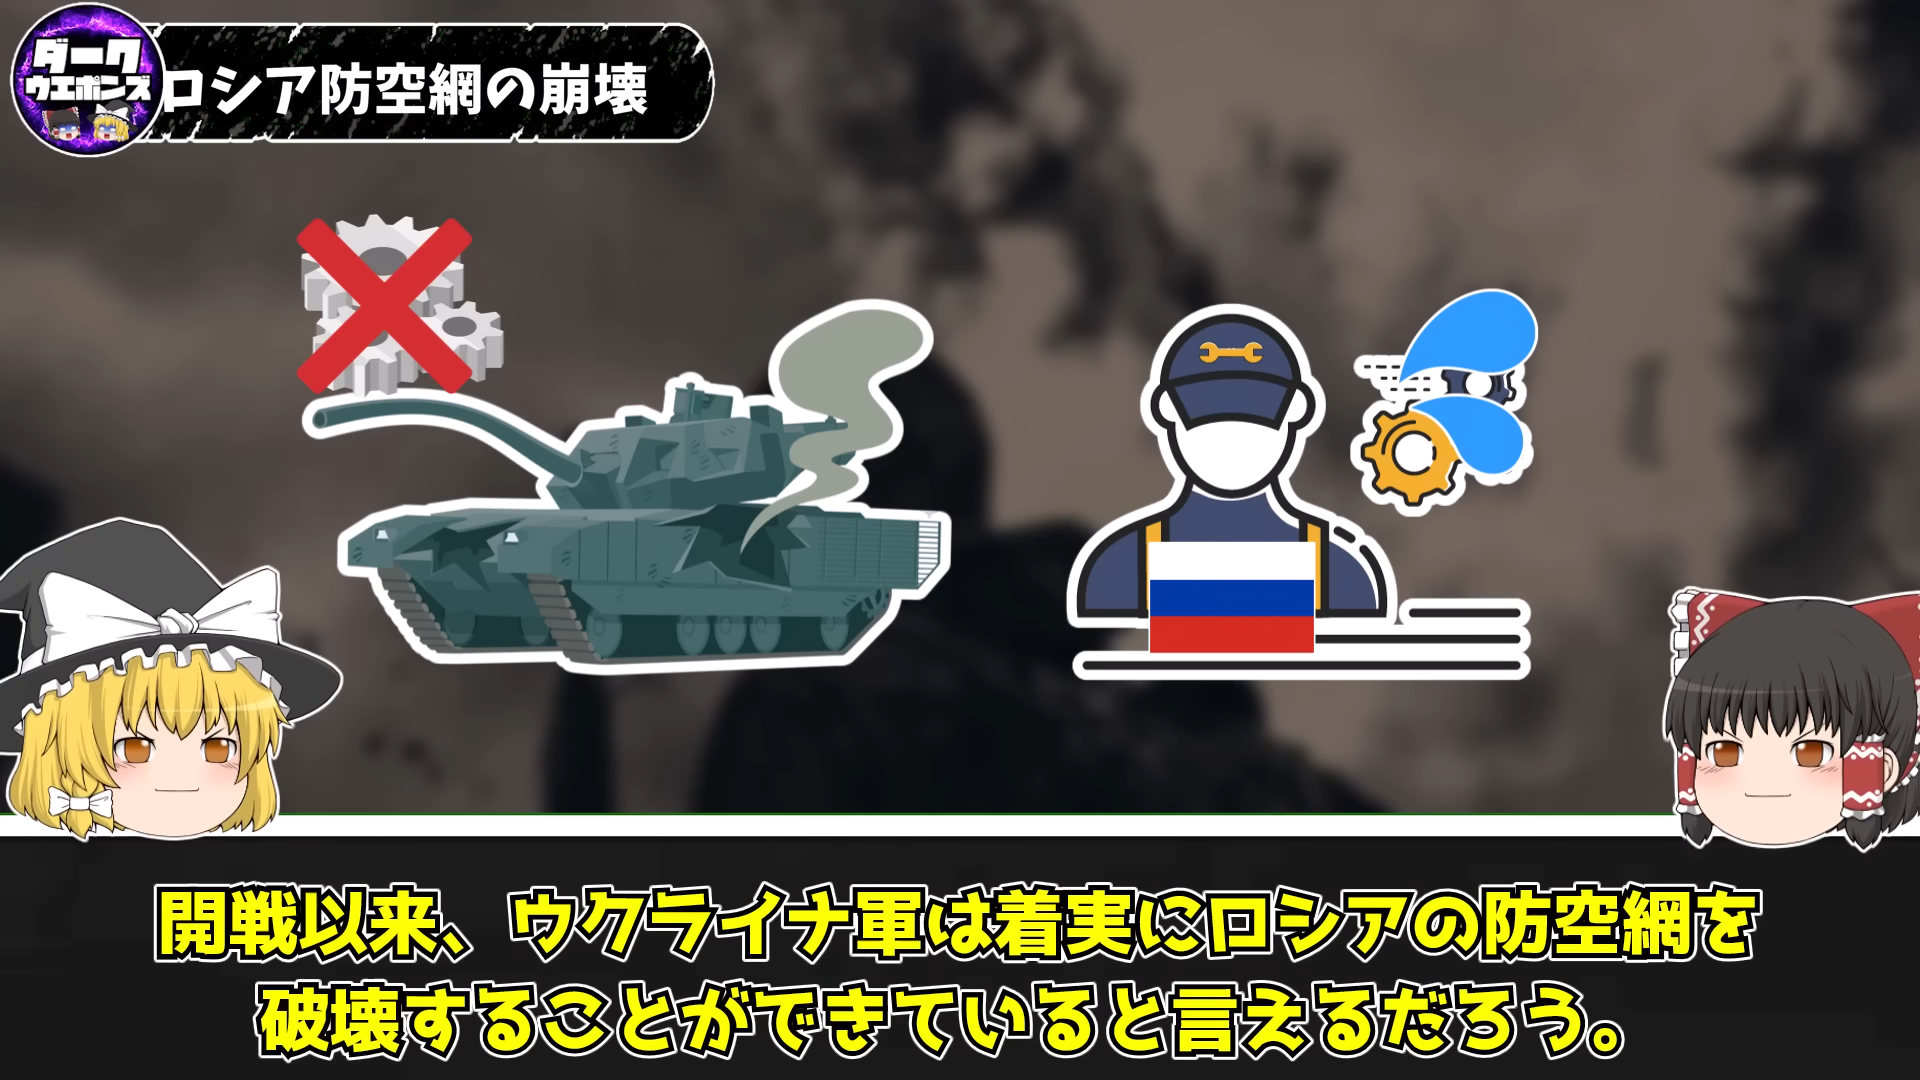 ダーク
ウエポンズ
ロシア防空網の崩壊
開戦以来、ウクライナ軍は着実にロシアの防空網を
破壊することができていると言えるだろう。